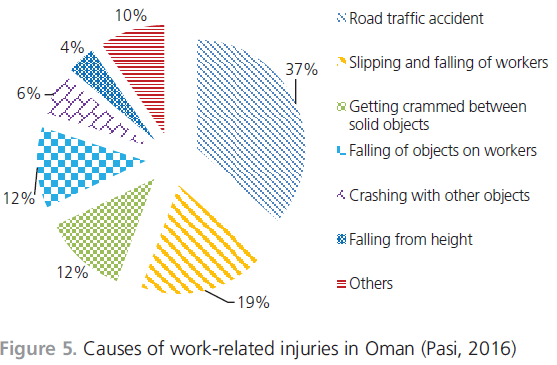 10%
4%
6%
37%
12%
12%
19%
Road traffic accident
Slipping and falling of workers
Getting crammed between
solid objects
Falling of objects on workers
Crashing with other objects
Falling from height
Others
Figure 5. Causes of work-related injuries in Oman (Pasi, 2016)